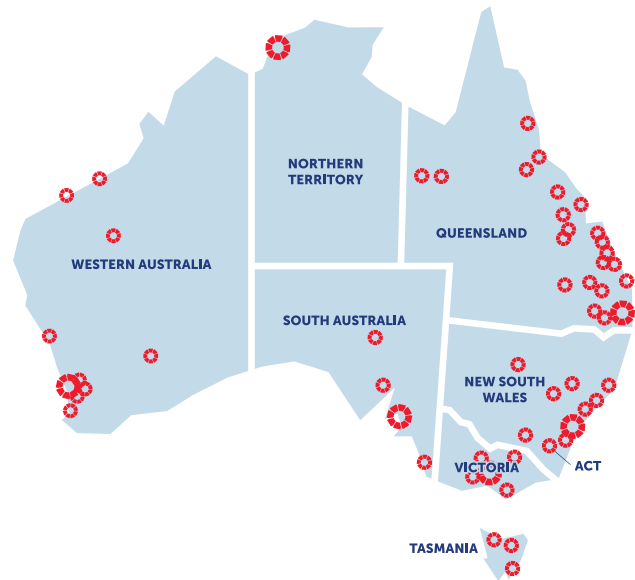 NORTHERN
TERRITORY
QUEENSLAND
WESTERN AUSTRALIA
SOUTH AUSTRALIA
NEW SOUTH
WALES
VICTORIA
ACT
TASMANIA